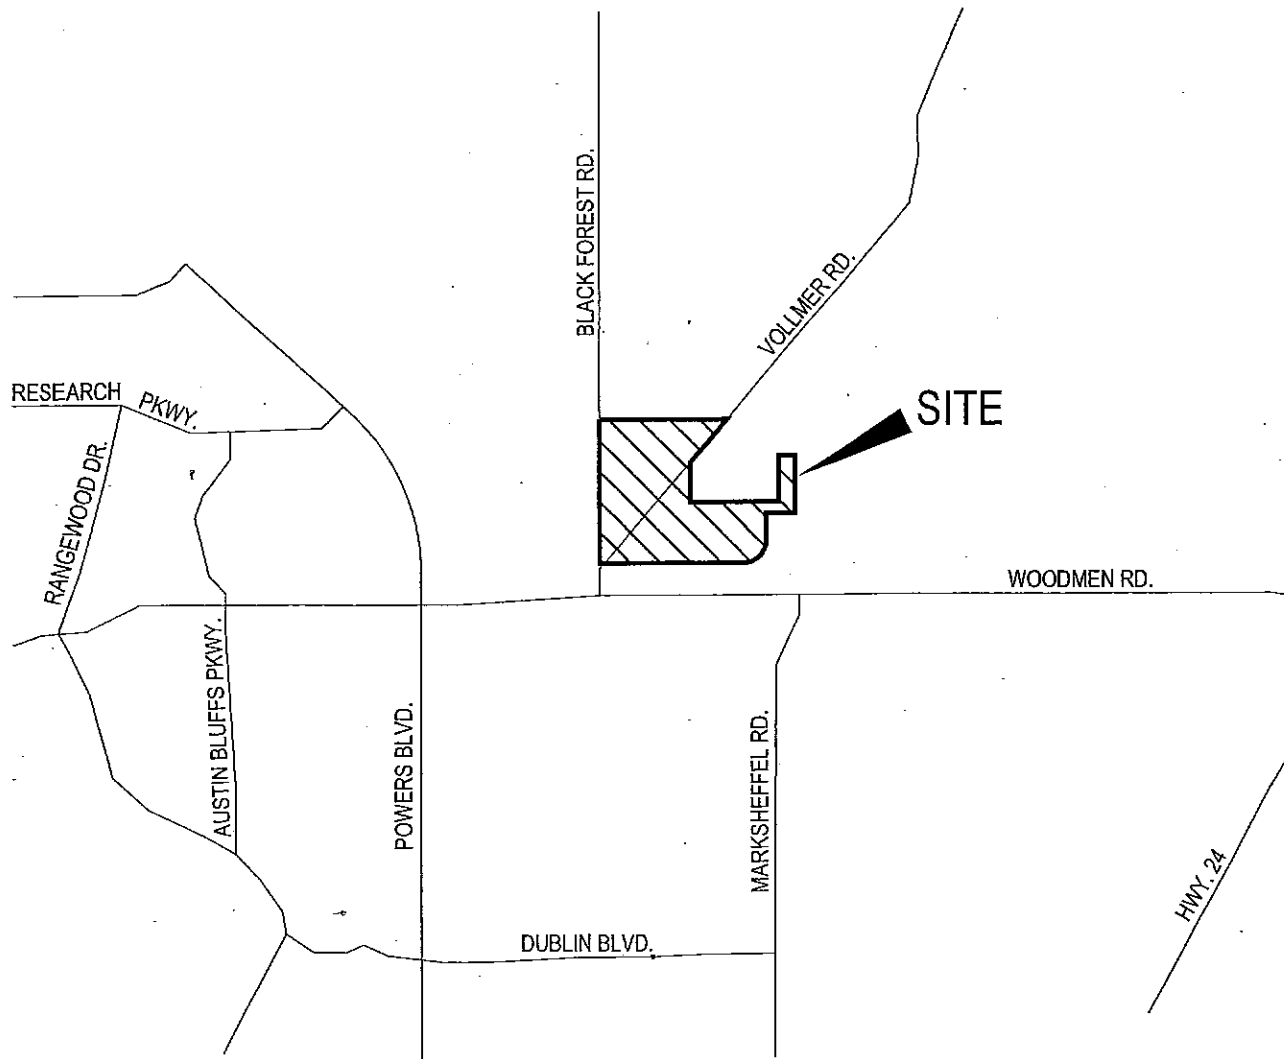 BLACK FOREST RD.
VOLLMER RD.
SITE
RESEARCH
PKWY.
RANGEWOOD DR.
WOODMEN RD.
AUSTIN BLUFFS PKWY.
POWERS BLVD.
MARKSHEFFEL RD.
HWY. 24
DUBLIN BLVD.